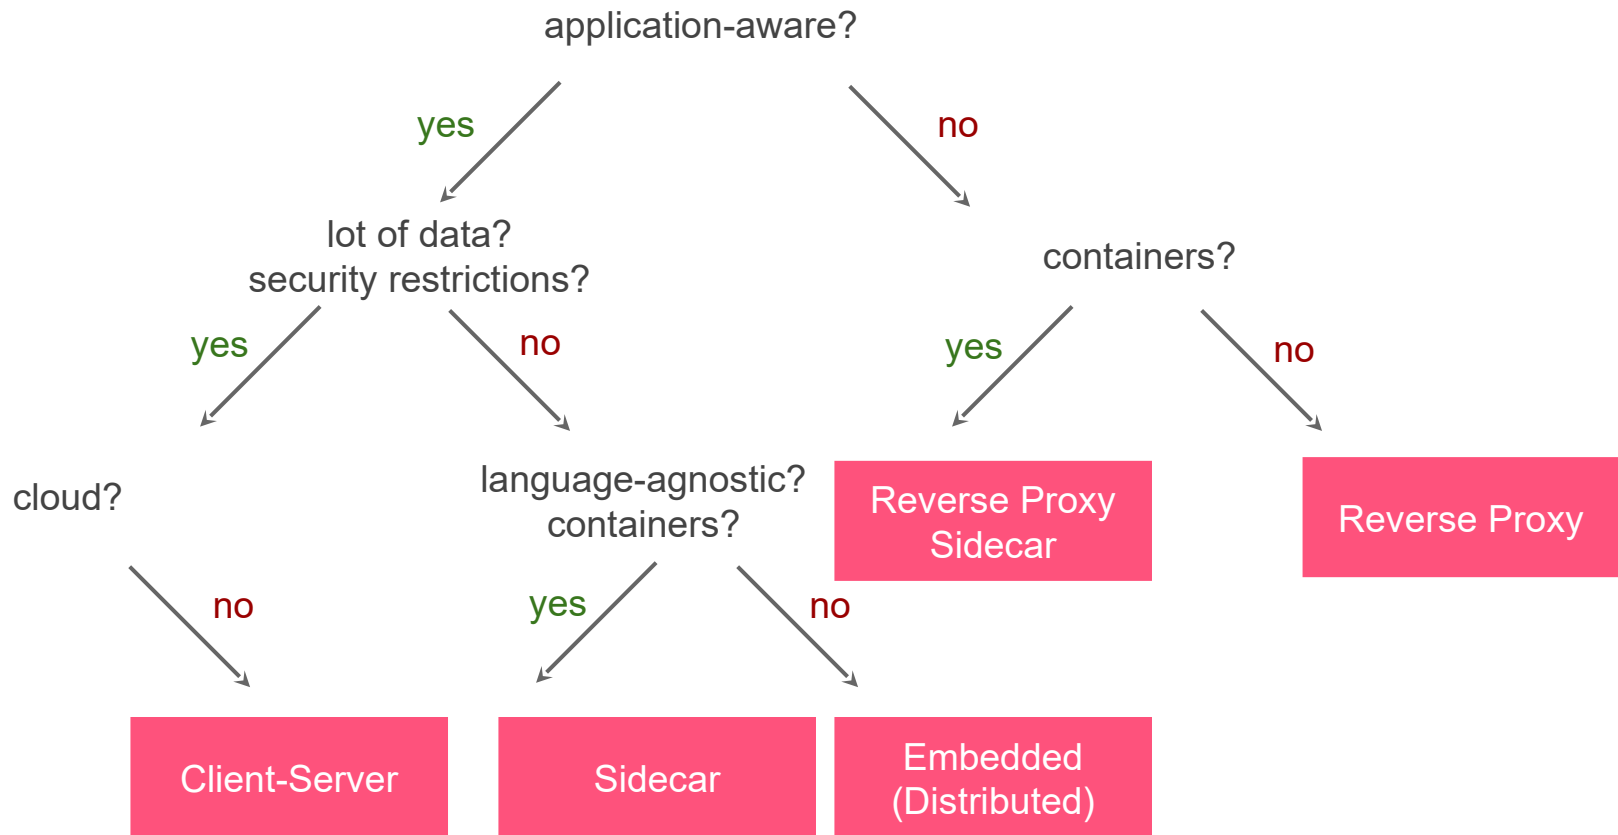 application-aware?
yes
no
lot of data?
security restrictions?
containers?
yes
no
yes
no
cloud?
language-agnostic?
containers?
Reverse Proxy
Sidecar
Reverse Proxy
no
yes
no
Client-Server
Sidecar
Embedded
(Distributed)